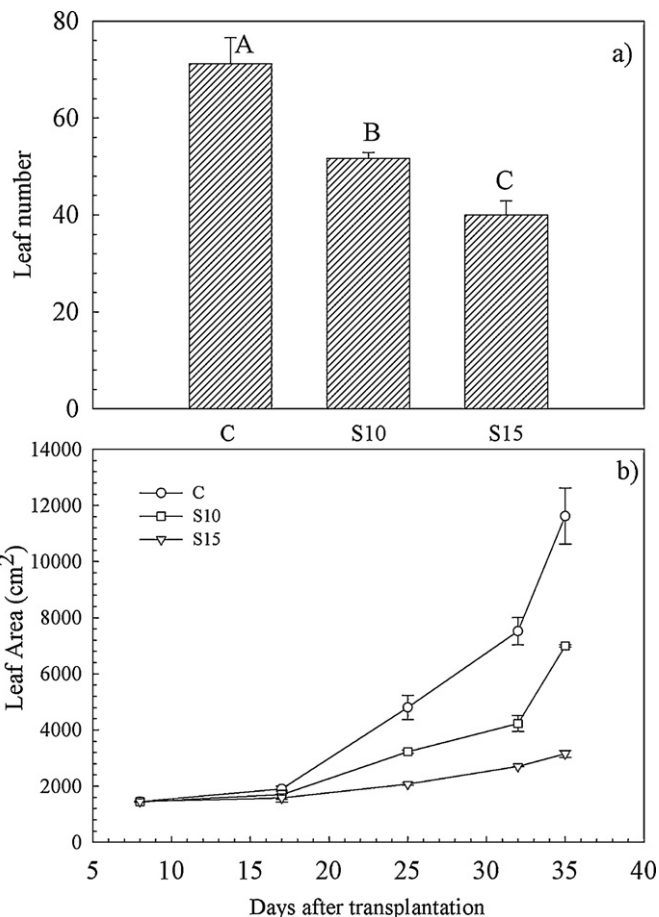 80
a)
A
60
B
C
40
20
0
Leaf number
C S10 S15
14000
b)
C
S10
S15
12000
10000
8000
6000
4000
2000
0
Leaf Area (cm²)
5 10 15 20 25 30 35 40
Days after transplantation